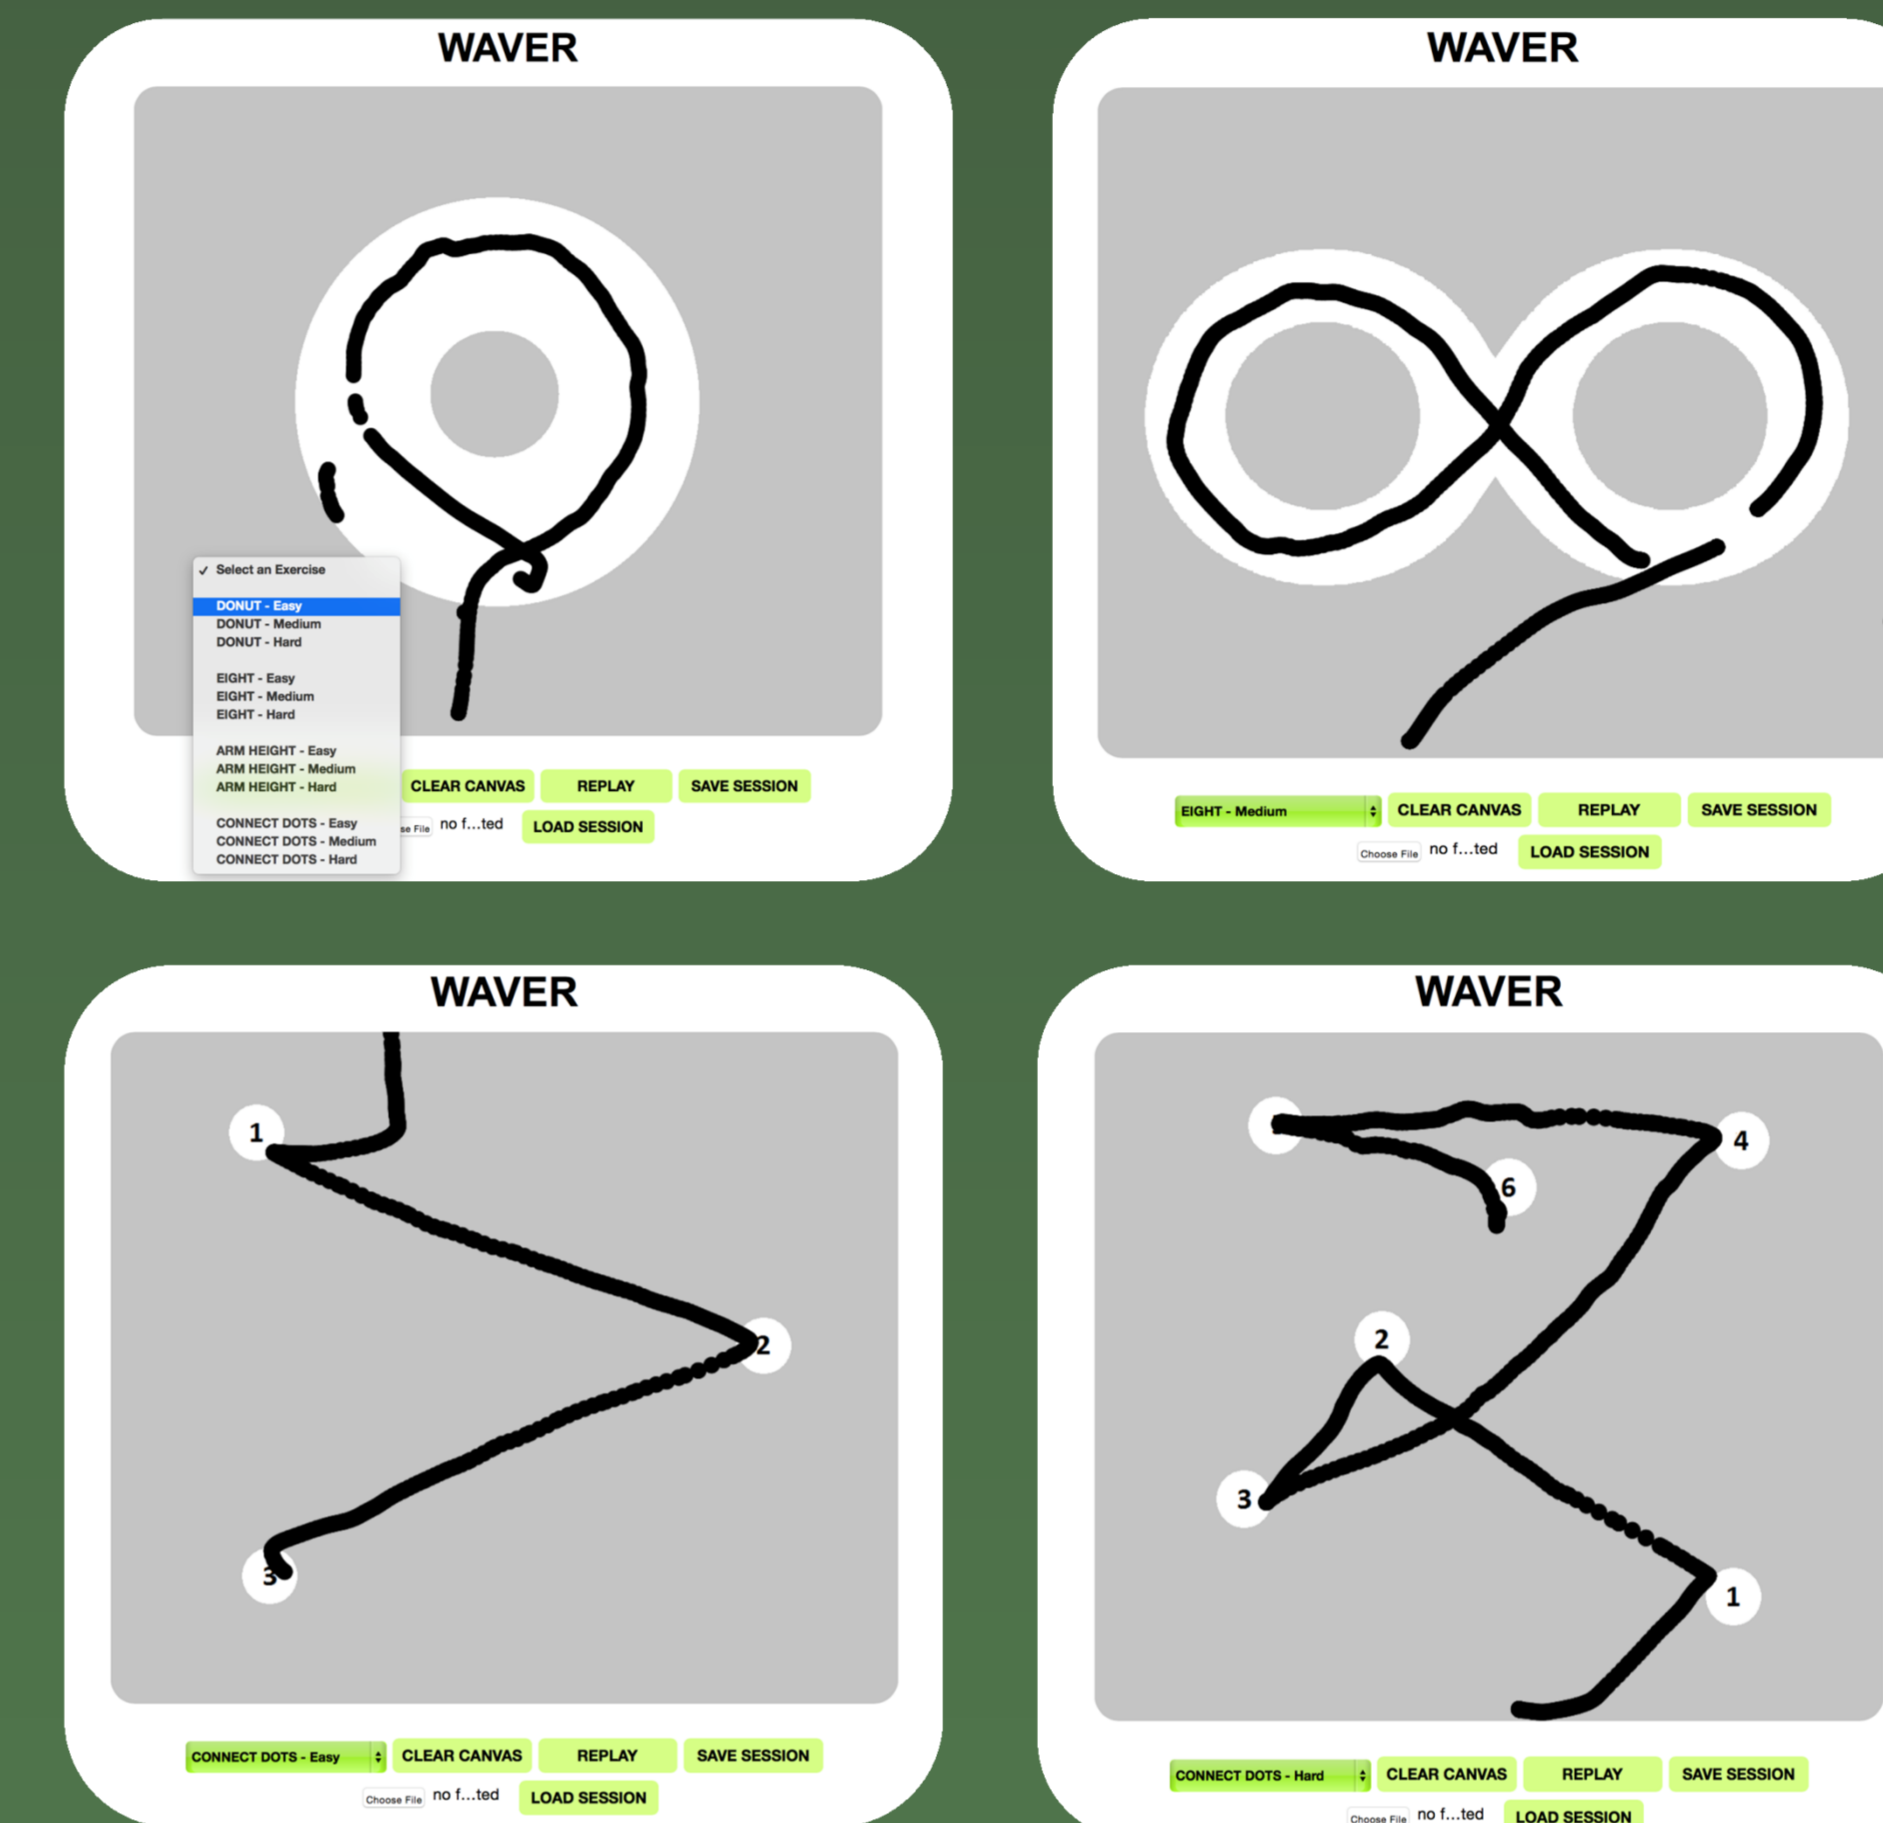 WAVER
✓ Select an Exercise
DONUT - Easy
DONUT - Medium
DONUT - Hard
EIGHT - Easy
EIGHT - Medium
EIGHT - Hard
ARM HEIGHT - Easy
ARM HEIGHT - Medium
ARM HEIGHT - Hard
CONNECT DOTS - Easy
CONNECT DOTS - Medium
CONNECT DOTS - Hard
CLEAR CANVAS REPLAY SAVE SESSION
se File no f...ted LOAD SESSION
WAVER
EIGHT - Medium CLEAR CANVAS REPLAY SAVE SESSION
Choose File no f...ted LOAD SESSION
WAVER
1
2
3
CONNECT DOTS - Easy CLEAR CANVAS REPLAY SAVE SESSION
Choose File no f...ted LOAD SESSION
WAVER
4
6
2
3
1
CONNECT DOTS - Hard CLEAR CANVAS REPLAY SAVE SESSION
Choose File no f...ted LOAD SESSION